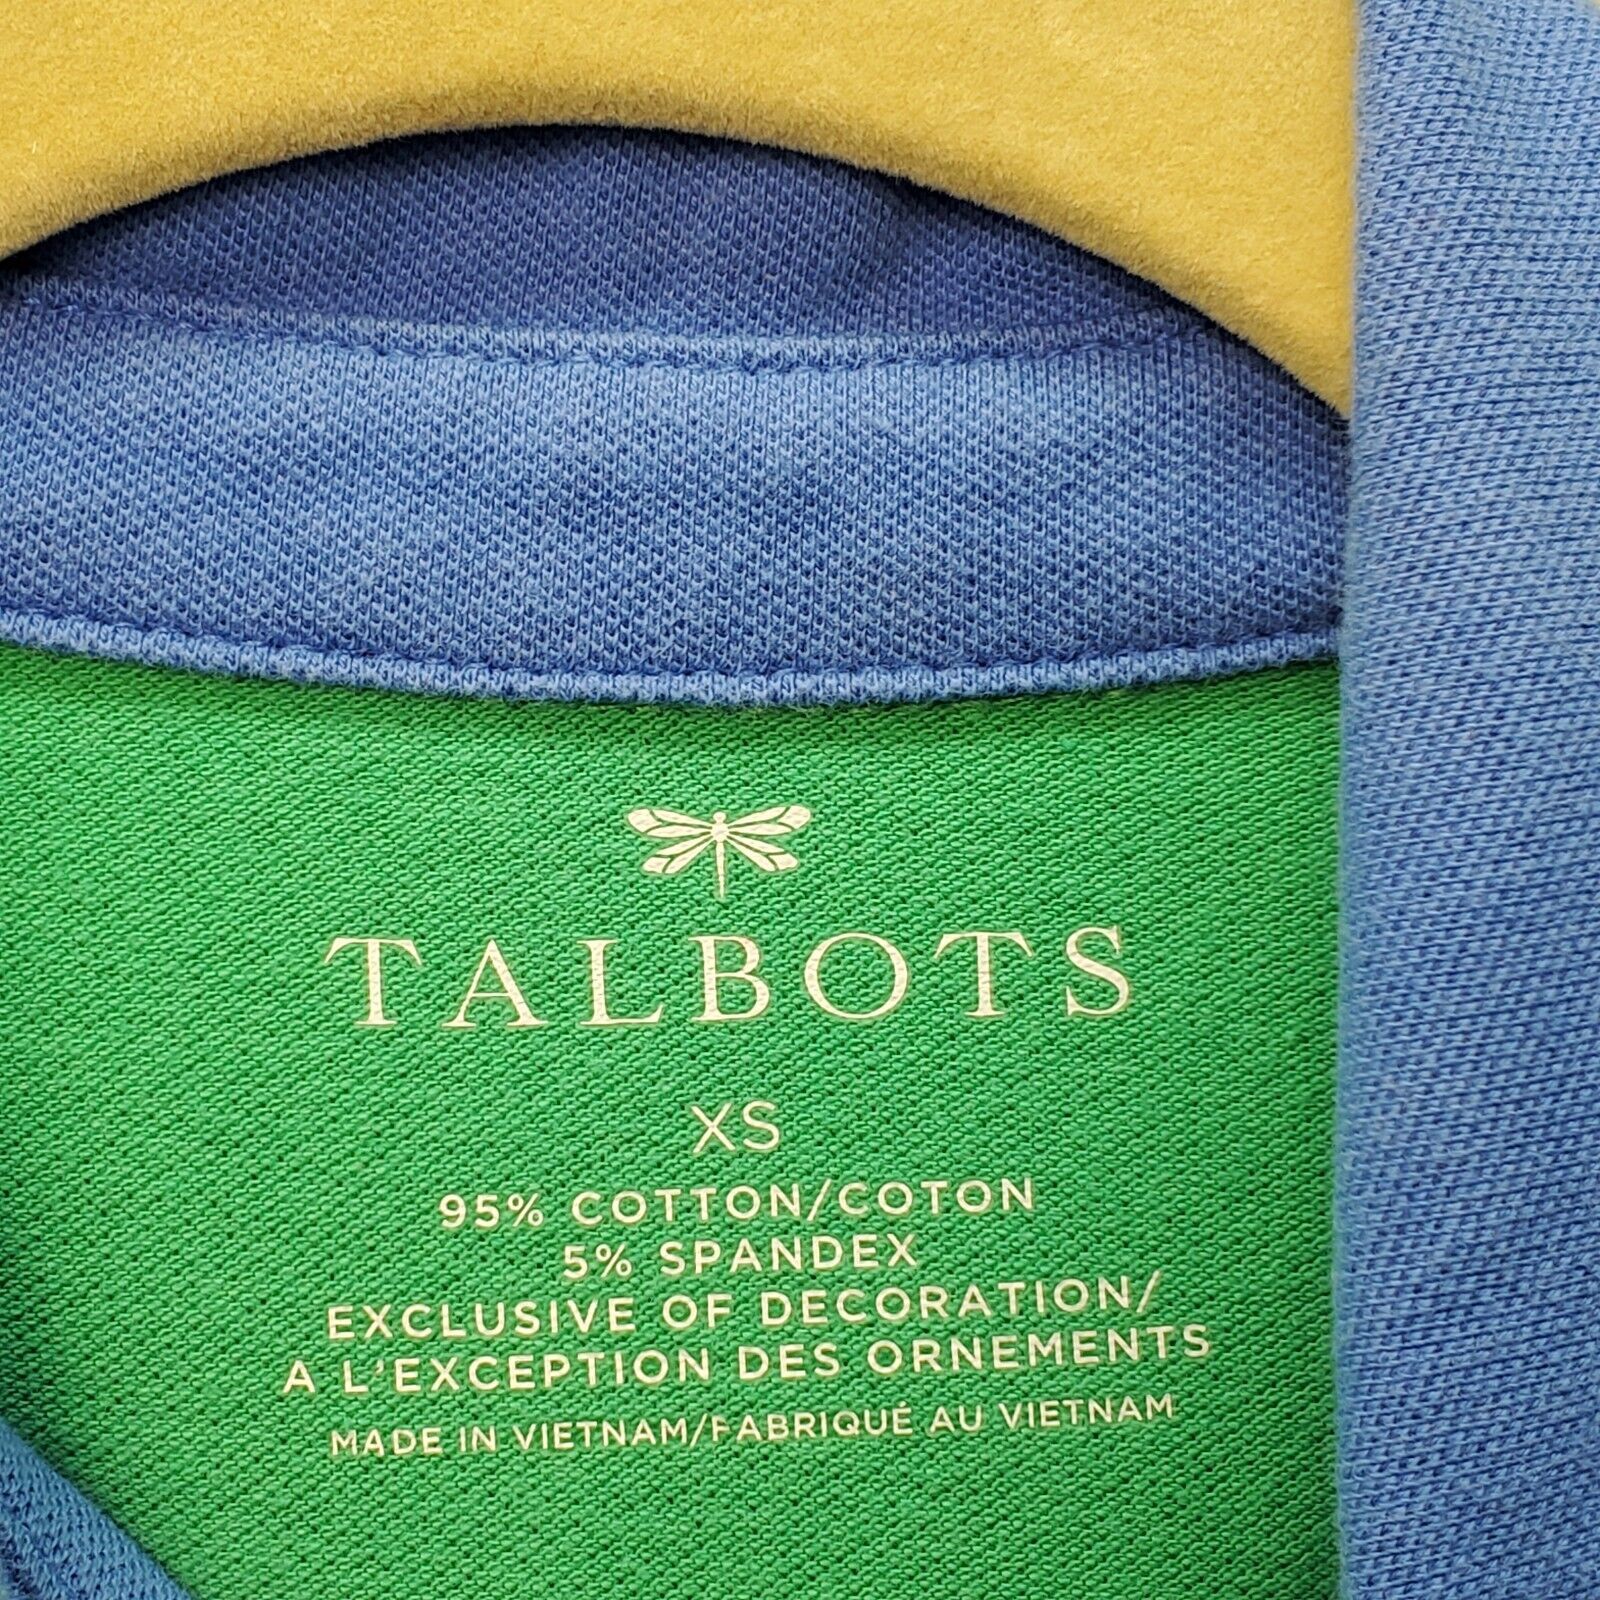 TALBOTS
XS
95% COTTON/COTON
5% SPANDEX
EXCLUSIVE OF DECORATION/
A L'EXCEPTION DES ORNEMENTS
MADE IN VIETNAM/FABRIQUÉ AU VIETNAM